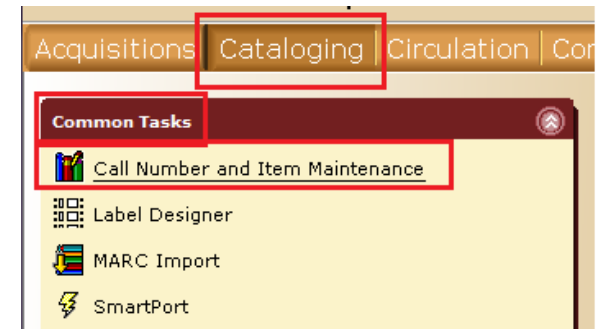 Acquisitions Cataloging Circulation
Common Tasks
Call Number and Item Maintenance
Label Designer
MARC Import
SmartPort